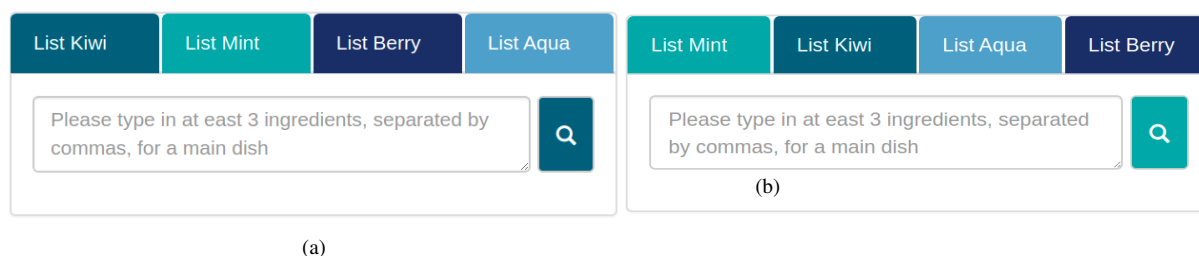 List Kiwi List Mint List Berry List Aqua
Please type in at east 3 ingredients, separated by
commas, for a main dish
(a)
List Mint List Kiwi List Aqua List Berry
Please type in at east 3 ingredients, separated
by commas, for a main dish
(b)